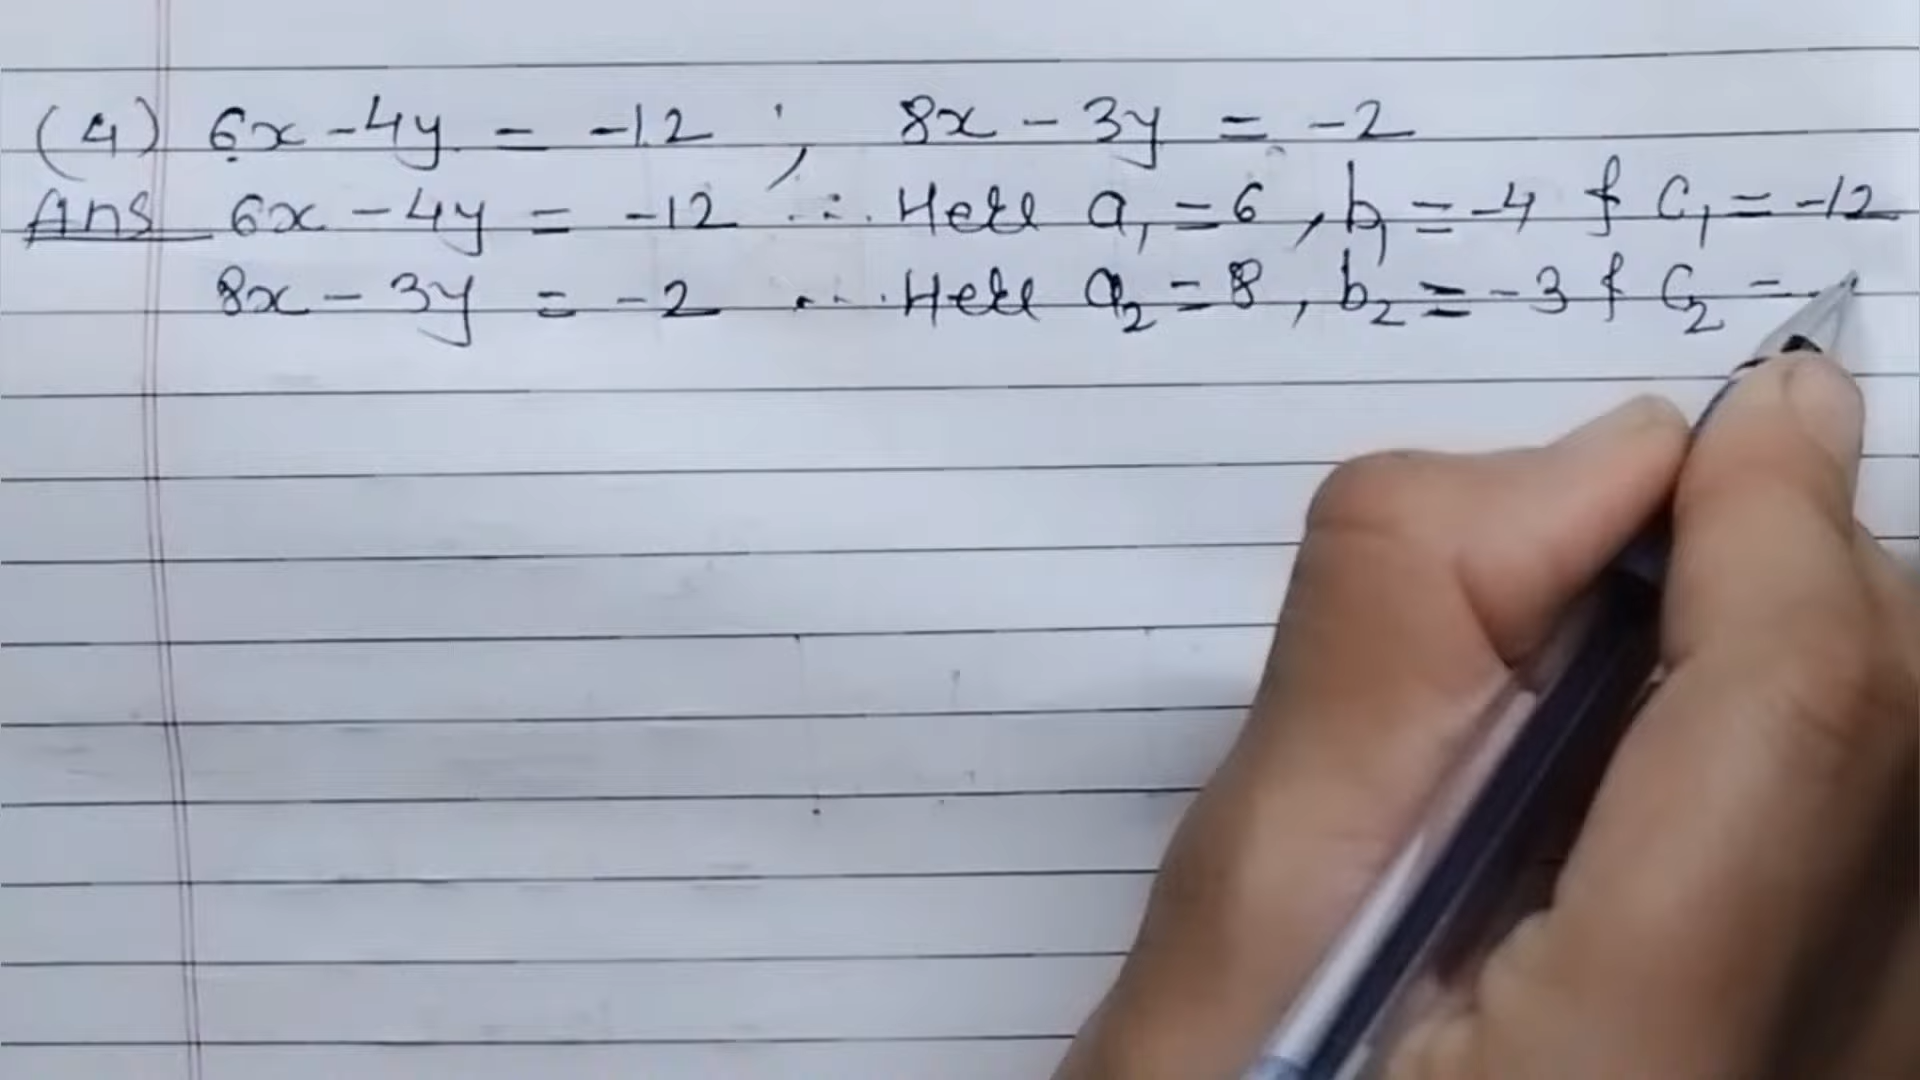 (4) 6x - 4y = -12 ; 8x - 3y = -2
Ans 6x - 4y = -12 ∴ Here a₁ = 6, b₁ = -4 & c₁ = -12
8x - 3y = -2 ∴ Here a₂ = 8, b₂ = -3 & c₂ = -